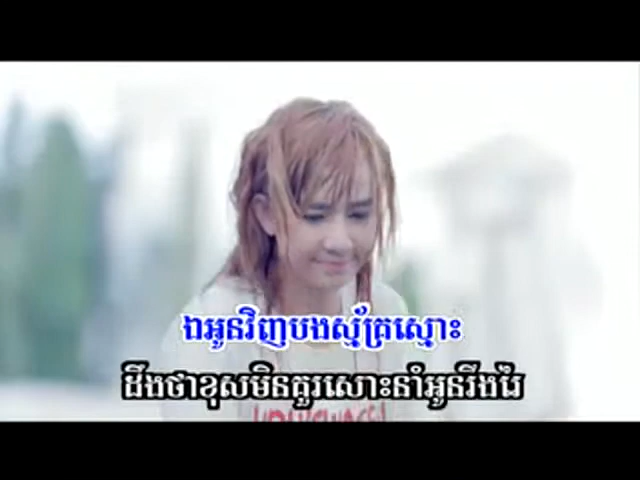 ឯអូនវិញបងស្ម័គ្រស្មោះ
ដឹងថាខុសមិនគួរសោះនាំអូនរឹងរៃ